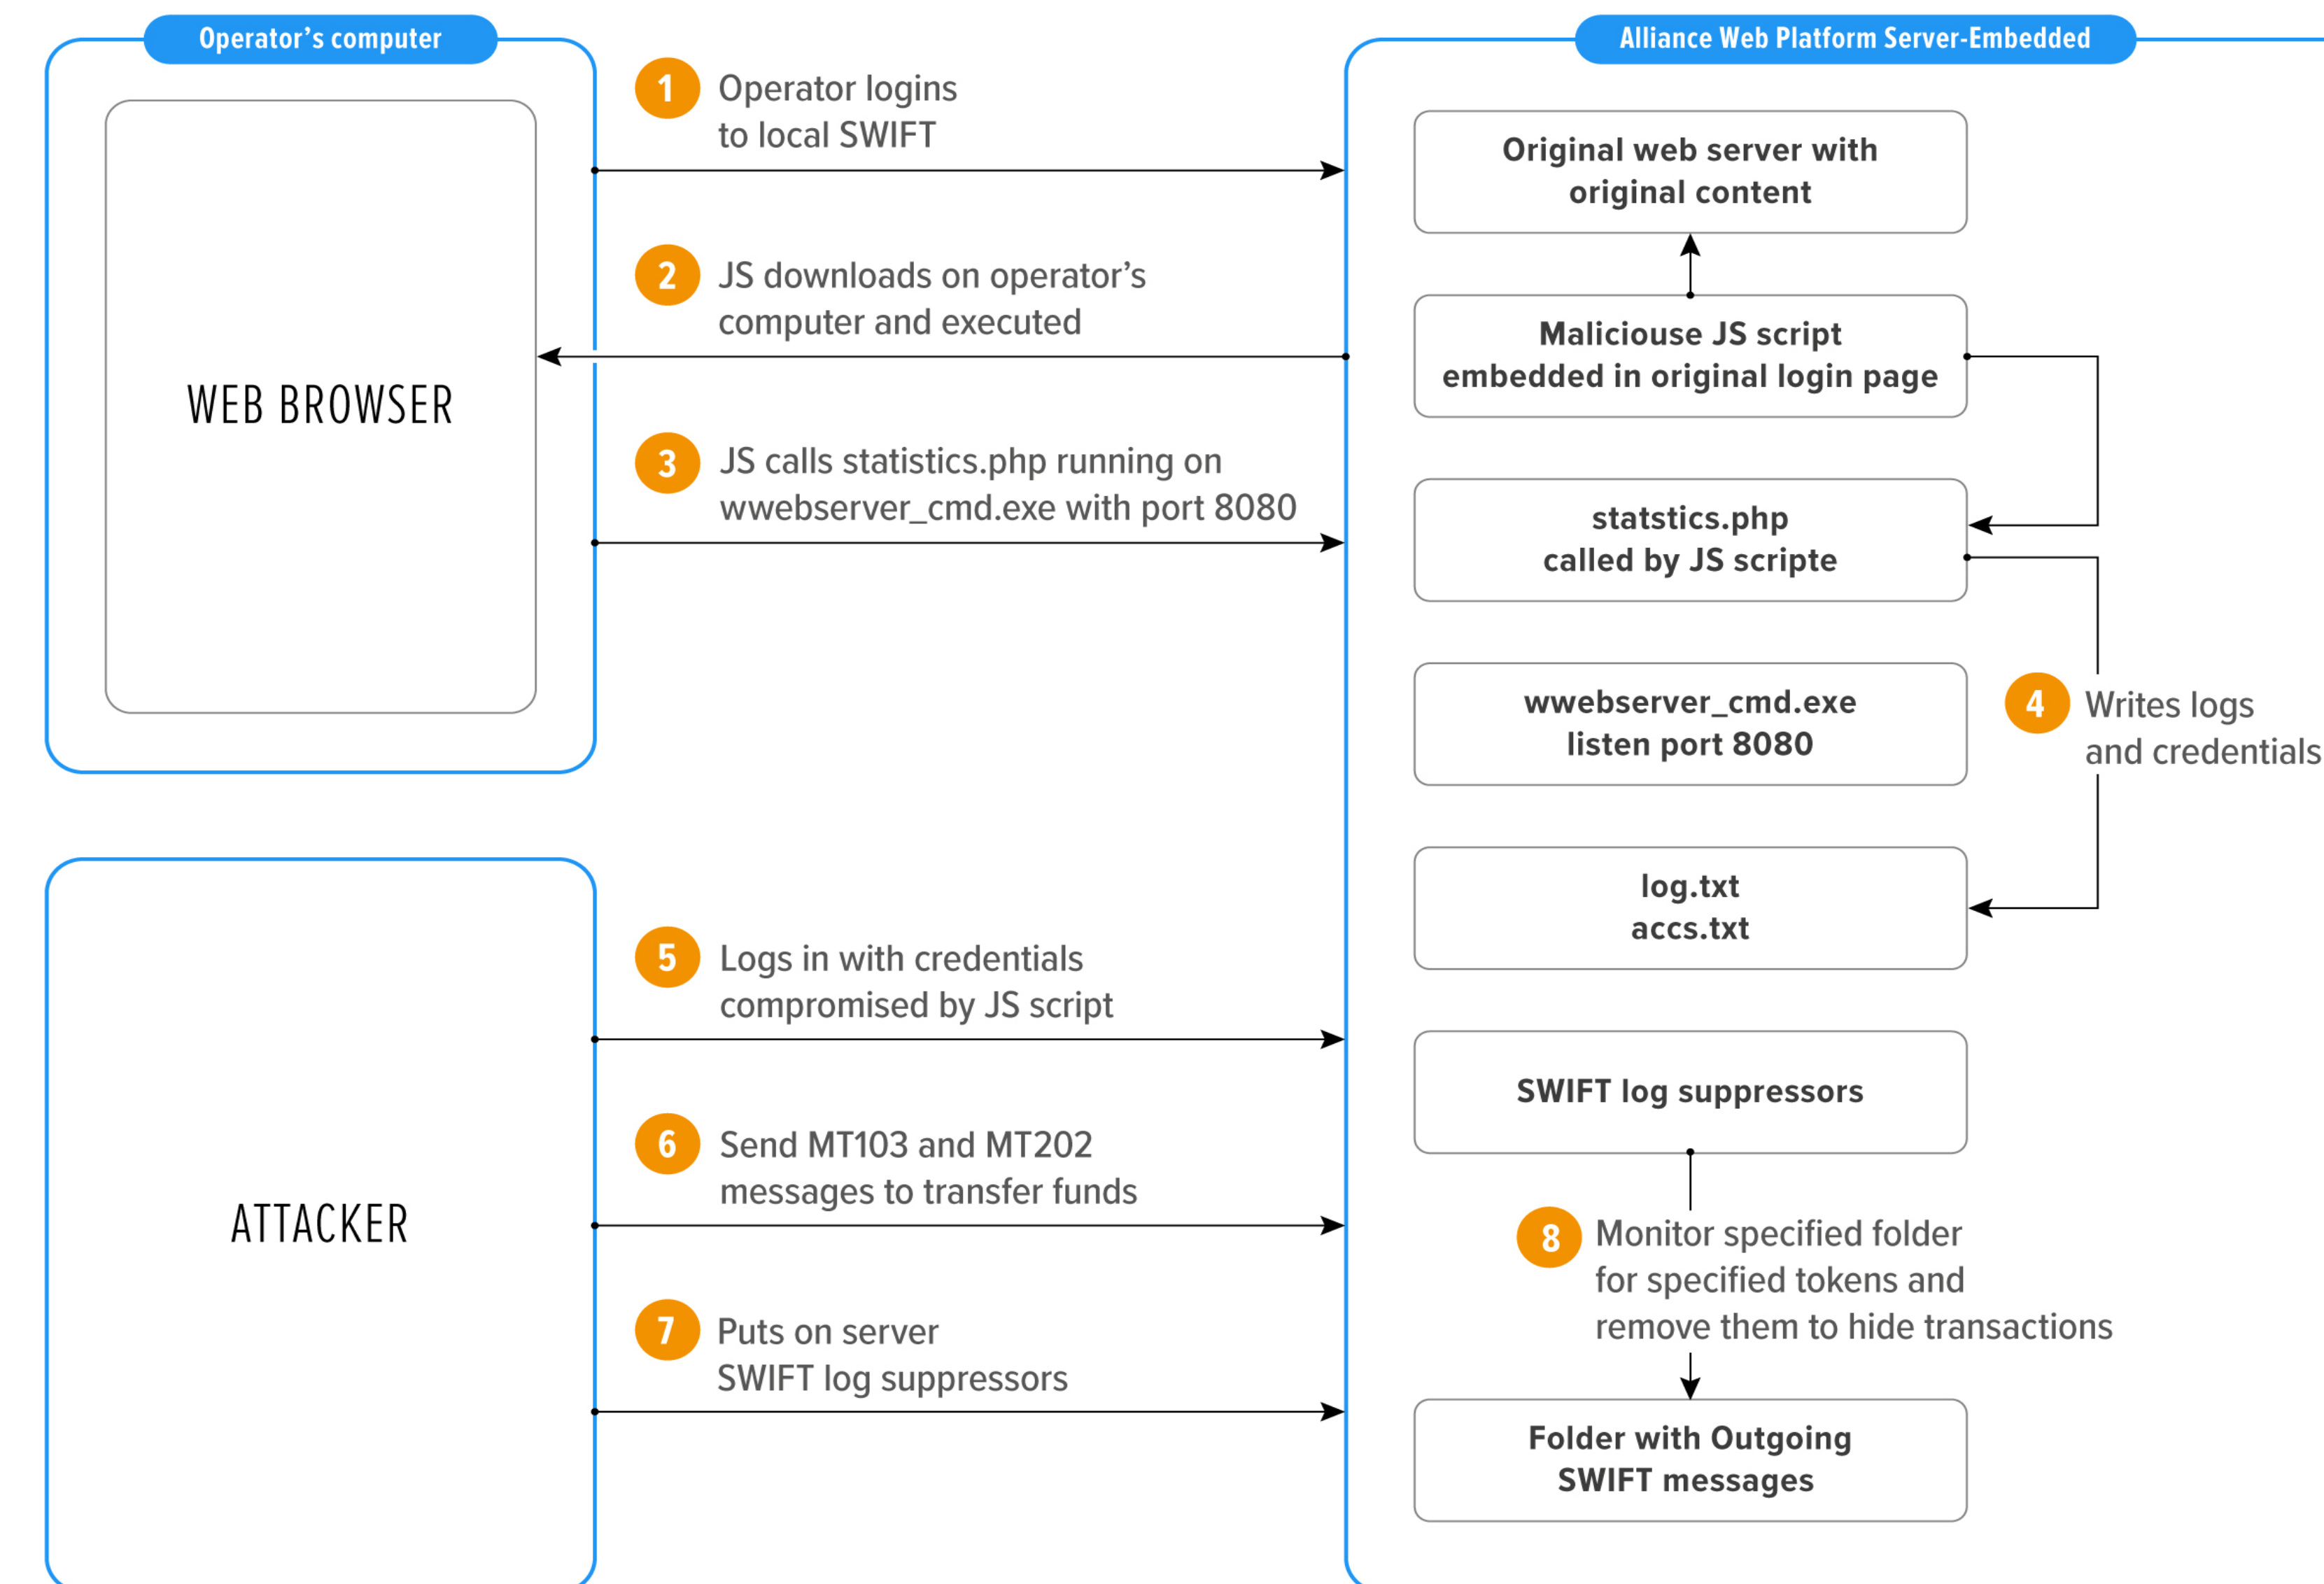 Operator's computer
WEB BROWSER
1
Operator logins
to local SWIFT
2
JS downloads on operator's
computer and executed
3
JS calls statistics.php running on
wwebserver_cmd.exe with port 8080
Alliance Web Platform Server-Embedded
Original web server with
original content
Maliciouse JS script
embedded in original login page
statstics.php
called by JS scripte
wwebserver_cmd.exe
listen port 8080
4
Writes logs
and credentials
log.txt
accs.txt
ATTACKER
5
Logs in with credentials
compromised by JS script
6
Send MT103 and MT202
messages to transfer funds
7
Puts on server
SWIFT log suppressors
SWIFT log suppressors
8
Monitor specified folder
for specified tokens and
remove them to hide transactions
Folder with Outgoing
SWIFT messages